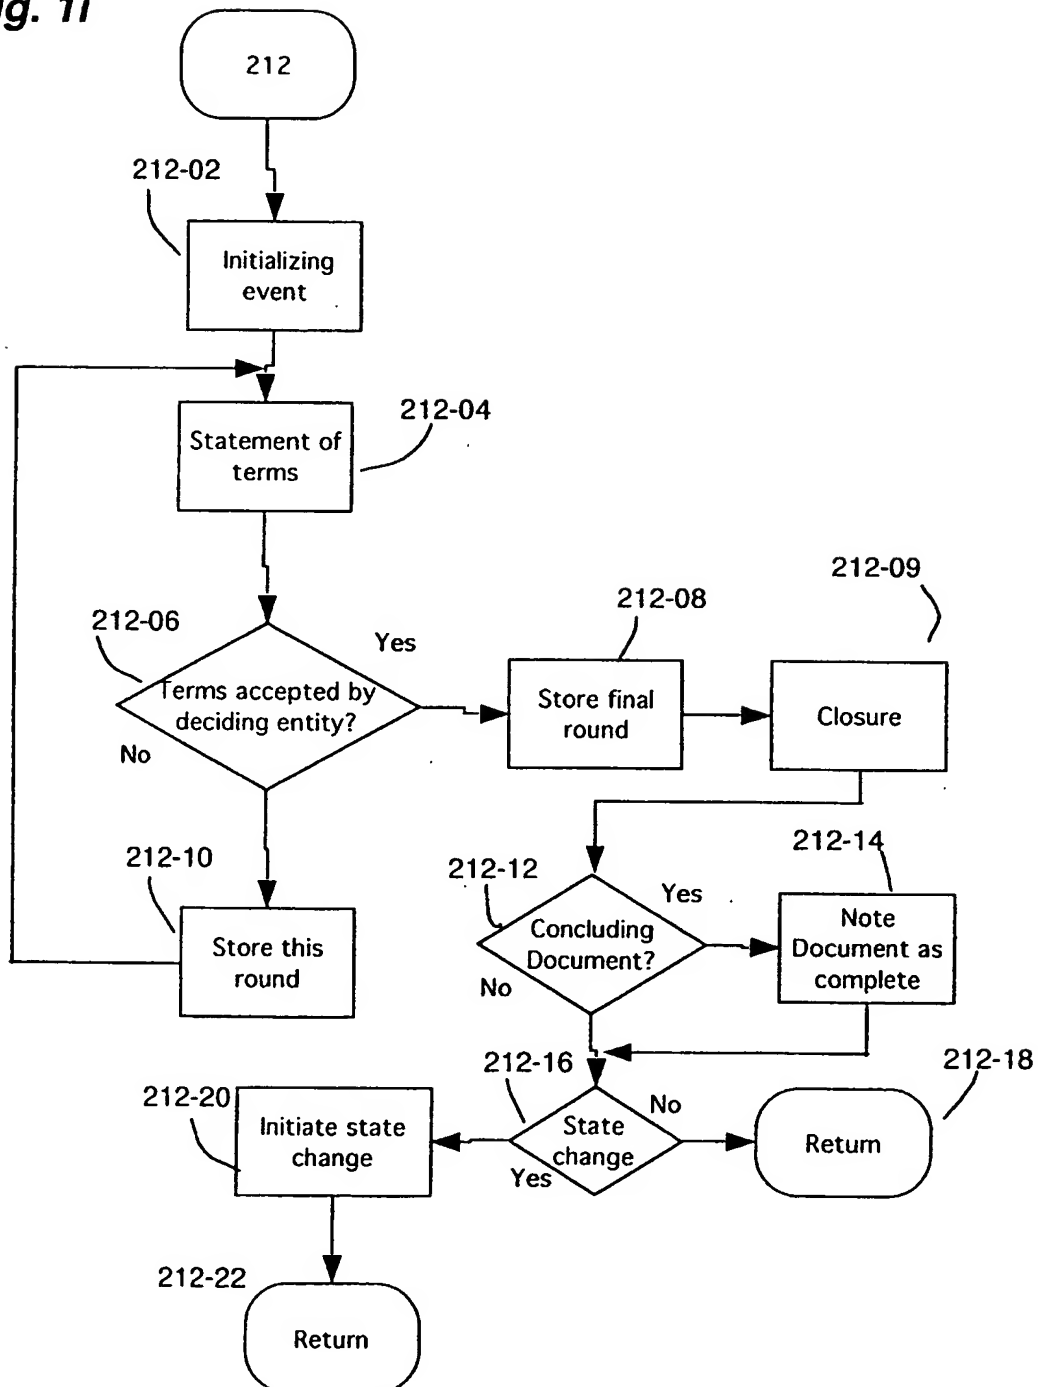 ig. 1i
212
212-02
Initializing
event
212-04
Statement of
terms
212-06
Terms accepted by
deciding entity?
Yes
No
212-08
Store final
round
212-09
Closure
212-10
Store this
round
212-12
Concluding
Document?
Yes
No
212-14
Note
Document as
complete
212-16
State
change
No
Yes
212-18
Return
212-20
Initiate state
change
212-22
Return